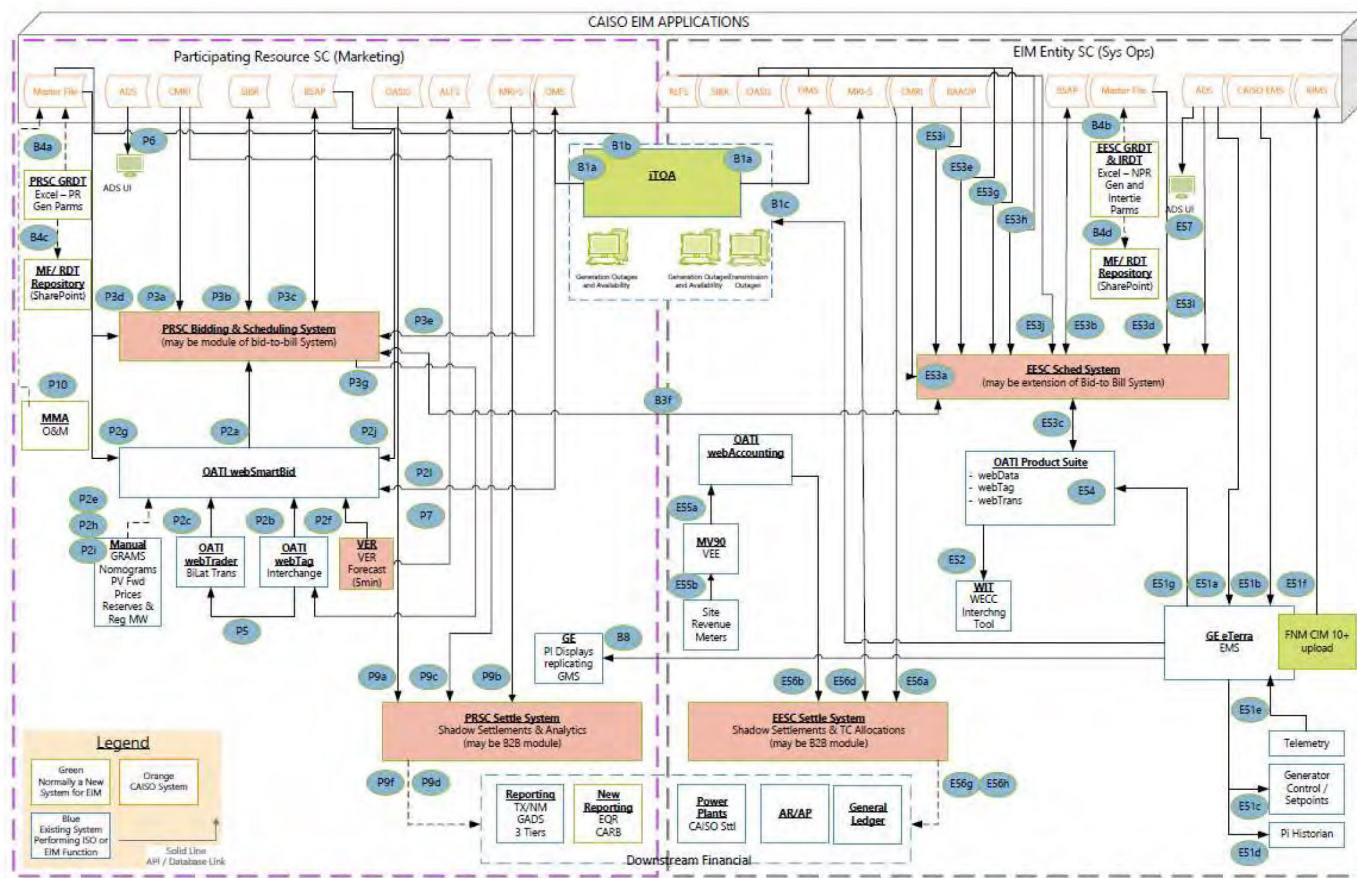 CAISO EIM APPLICATIONS
Participating Resource SC (Marketing)
EIM Entity SC (Sys Ops)
Master File
ADS
CMRI
SIBR
BSAP
OASIS
ALFS
MRI-S
OMS
ALFS
SIBR
OASIS
OMS
MRI-S
CMRI
BAAOP
BSAP
Master File
ADS
CAISO EMS
RIMS
B4a
P6
ADS UI
PRSC GRDT
Excel – PR
Gen Parms
B4c
MF/ RDT
Repository
(SharePoint)
B1b
B1a
B1a
iTOA
B1c
Generation Outages
and Availability
Generation Outages
and Availability
Transmission
Outages
E53i
E53e
E53g
E53h
B4b
EESC GRDT
& IRDT
Excel – NPR
Gen and
Intertie
Parms
ADS UI
E57
B4d
MF/ RDT
Repository
(SharePoint)
P3d
P3a
P3b
P3c
P3e
PRSC Bidding & Scheduling System
(may be module of bid-to-bill System)
P3g
E53j
E53b
E53d
E53l
E53a
EESC Sched System
(may be extension of Bid-to Bill System)
B3f
E53c
P10
MMA
O&M
P2g
P2a
P2j
OATI webSmartBid
P2l
P7
P2e
P2h
P2i
P2c
P2b
P2f
Manual
GRAMS
Nomograms
PV Fwd
Prices
Reserves &
Reg MW
OATI
webTrader
BiLat Trans
OATI
webTag
Interchange
VER
VER
Forecast
(5min)
P5
OATI
webAccounting
E55a
MV90
VEE
E55b
Site
Revenue
Meters
OATI Product Suite
- webData
- webTag
- webTrans
E54
E52
WIT
WECC
Interchng
Tool
E51g
E51a
E51b
E51f
GE eTerra
EMS
FNM CIM 10+
upload
GE
PI Displays
replicating
GMS
B8
P9a
P9c
P9b
PRSC Settle System
Shadow Settlements & Analytics
(may be B2B module)
E56b
E56d
E56a
EESC Settle System
Shadow Settlements & TC Allocations
(may be B2B module)
E51e
Telemetry
Generator
Control /
Setpoints
E51c
Pi Historian
E51d
P9f
P9d
E56g
E56h
Reporting
TX/NM
GADS
3 Tiers
New
Reporting
EQR
CARB
Power
Plants
CAISO Sttl
AR/AP
General
Ledger
Downstream Financial
Legend
Green
Normally a New
System for EIM
Orange
CAISO System
Blue
Existing System
Performing ISO or
EIM Function
Solid Line
API / Database Link